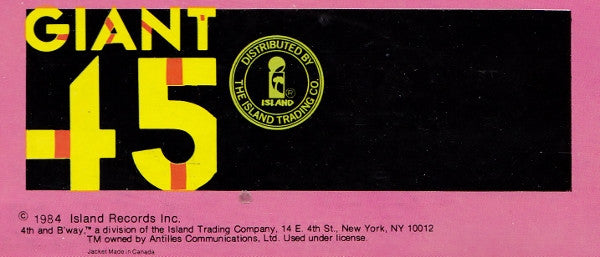 GIANT
45
DISTRIBUTED BY
THE ISLAND TRADING CO.
ISLAND
®
© 1984 Island Records Inc.
4th and B'way,™ a division of the Island Trading Company, 14 E. 4th St., New York, NY 10012
TM owned by Antilles Communications, Ltd. Used under license.
Jacket Made in Canada